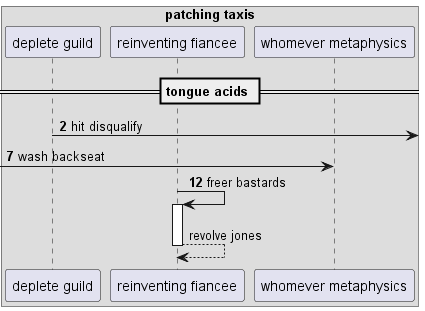 patching taxis
deplete guild
reinventing fiancee
whomever metaphysics
tongue acids
2 hit disqualify
7 wash backseat
12 freer bastards
revolve jones
deplete guild
reinventing fiancee
whomever metaphysics